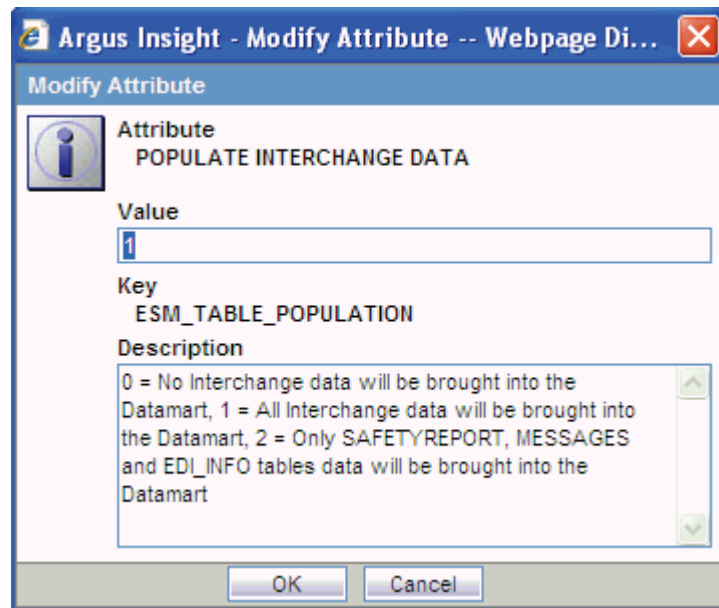 Argus Insight - Modify Attribute -- Webpage Di...
Modify Attribute
Attribute
POPULATE INTERCHANGE DATA
Value
1
Key
ESM_TABLE_POPULATION
Description
0 = No Interchange data will be brought into the
Datamart, 1 = All Interchange data will be brought into
the Datamart, 2 = Only SAFETYREPORT, MESSAGES
and EDI_INFO tables data will be brought into the
Datamart
OK Cancel